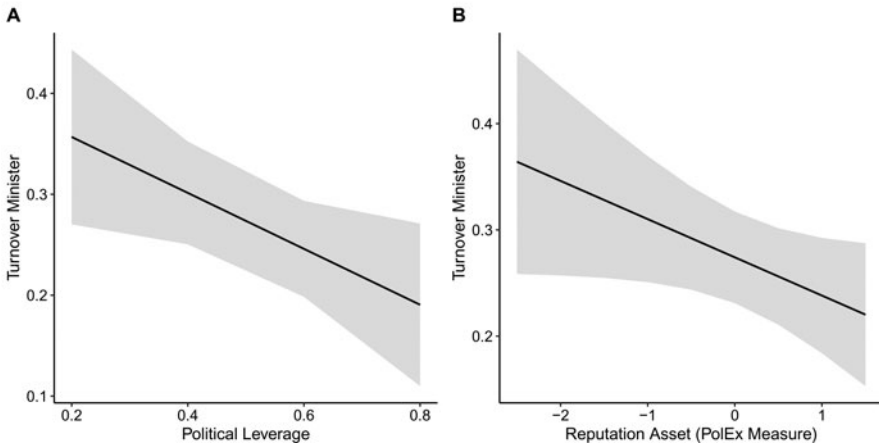 A
Turnover Minister
0.4
0.3
0.2
0.1
0.2 0.4 0.6 0.8
Political Leverage
B
Turnover Minister
0.4
0.3
0.2
−2 −1 0 1
Reputation Asset (PolEx Measure)